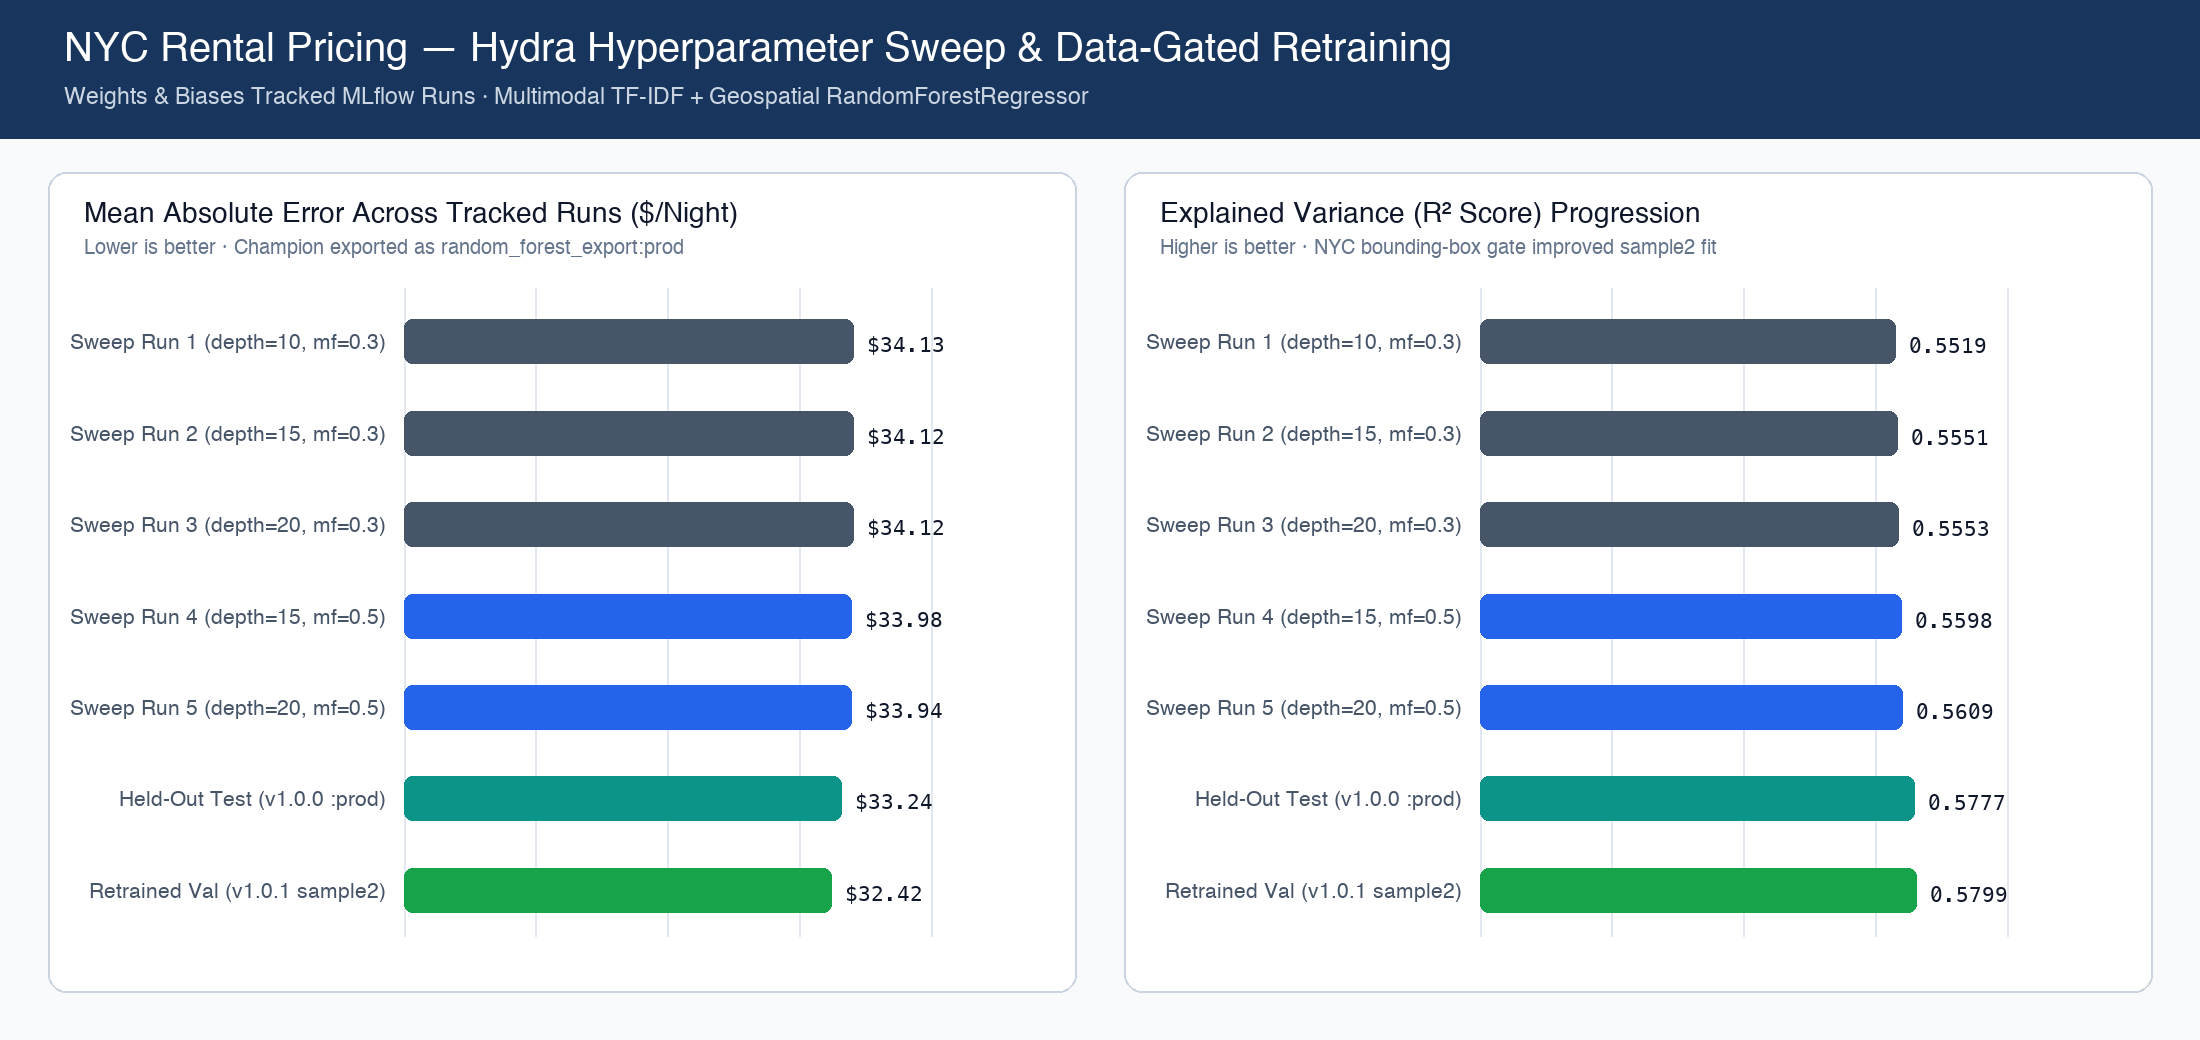 NYC Rental Pricing — Hydra Hyperparameter Sweep & Data-Gated Retraining
Weights & Biases Tracked MLflow Runs · Multimodal TF-IDF + Geospatial RandomForestRegressor
Mean Absolute Error Across Tracked Runs ($/Night)
Lower is better · Champion exported as random_forest_export:prod
Sweep Run 1 (depth=10, mf=0.3) $34.13
Sweep Run 2 (depth=15, mf=0.3) $34.12
Sweep Run 3 (depth=20, mf=0.3) $34.12
Sweep Run 4 (depth=15, mf=0.5) $33.98
Sweep Run 5 (depth=20, mf=0.5) $33.94
Held-Out Test (v1.0.0 :prod) $33.24
Retrained Val (v1.0.1 sample2) $32.42
Explained Variance (R² Score) Progression
Higher is better · NYC bounding-box gate improved sample2 fit
Sweep Run 1 (depth=10, mf=0.3) 0.5519
Sweep Run 2 (depth=15, mf=0.3) 0.5551
Sweep Run 3 (depth=20, mf=0.3) 0.5553
Sweep Run 4 (depth=15, mf=0.5) 0.5598
Sweep Run 5 (depth=20, mf=0.5) 0.5609
Held-Out Test (v1.0.0 :prod) 0.5777
Retrained Val (v1.0.1 sample2) 0.5799